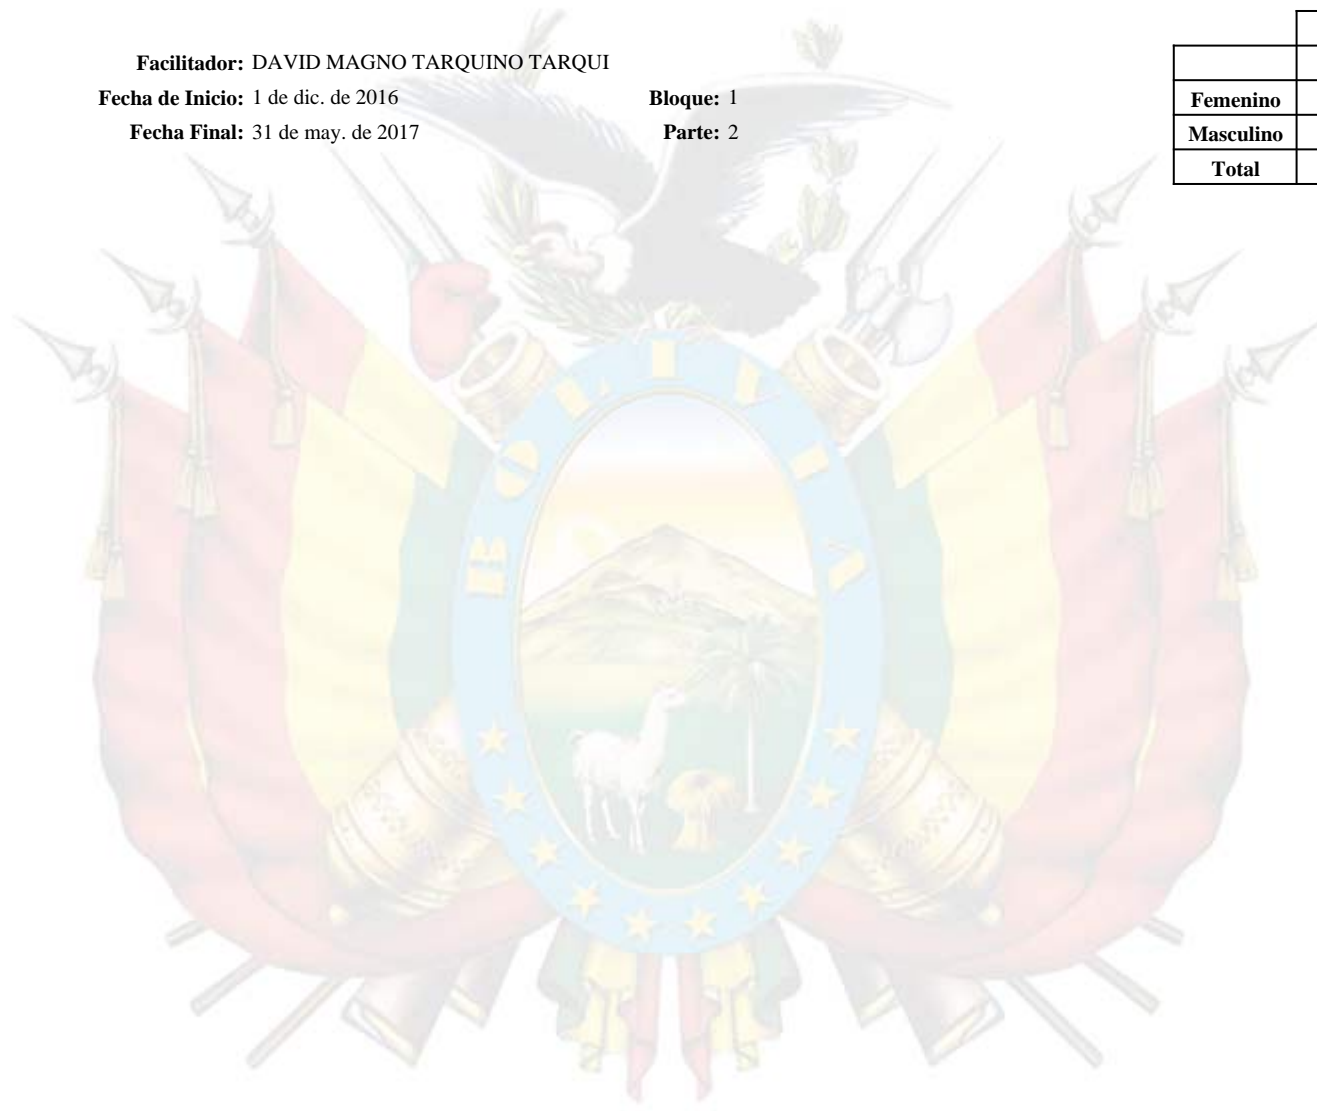 Facilitador: DAVID MAGNO TARQUINO TARQUI
Fecha de Inicio: 1 de dic. de 2016 Bloque: 1
Fecha Final: 31 de may. de 2017 Parte: 2
Femenino
Masculino
Total
BOLIVIA